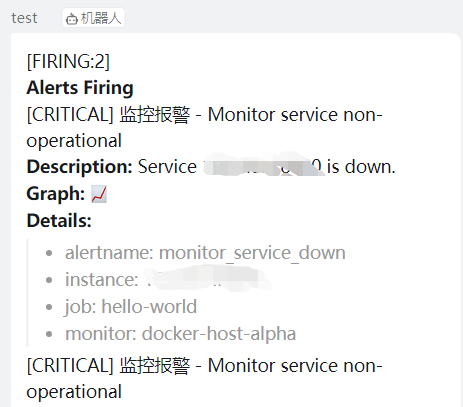 test 机器人
[FIRING:2]
Alerts Firing
[CRITICAL] 监控报警 - Monitor service non-
operational
Description: Service is down.
Graph: 📈
Details:
• alertname: monitor_service_down
• instance:
• job: hello-world
• monitor: docker-host-alpha
[CRITICAL] 监控报警 - Monitor service non-
operational